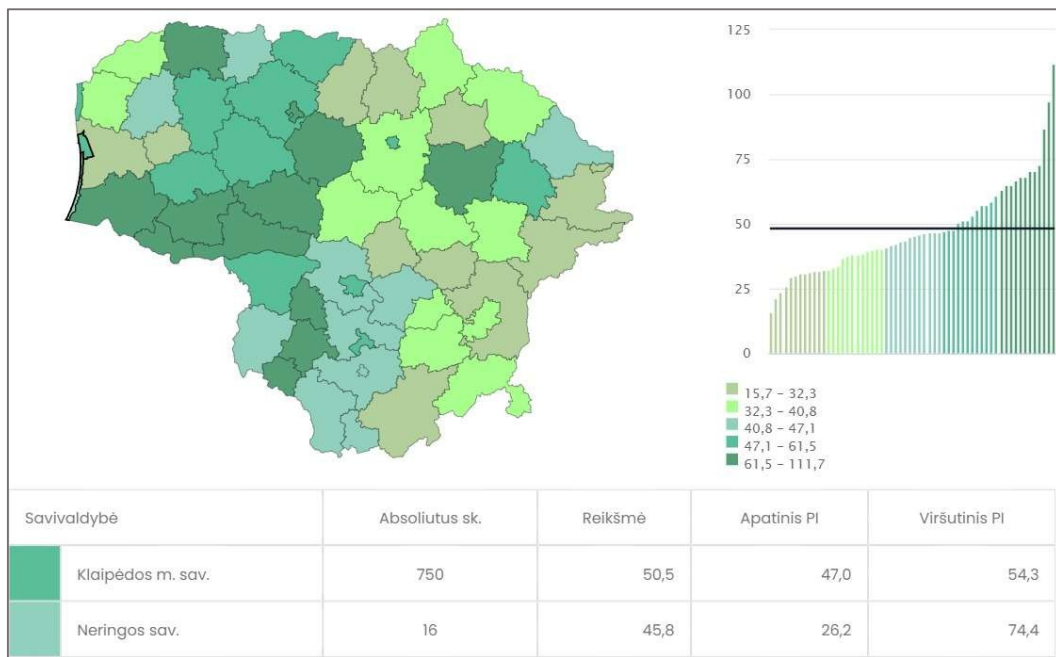 125
100
75
50
25
0
15,7 – 32,3
32,3 – 40,8
40,8 – 47,1
47,1 – 61,5
61,5 – 111,7
Savivaldybė Absoliutus sk. Reikšmė Apatinis PI Viršutinis PI
Klaipėdos m. sav. 750 50,5 47,0 54,3
Neringos sav. 16 45,8 26,2 74,4